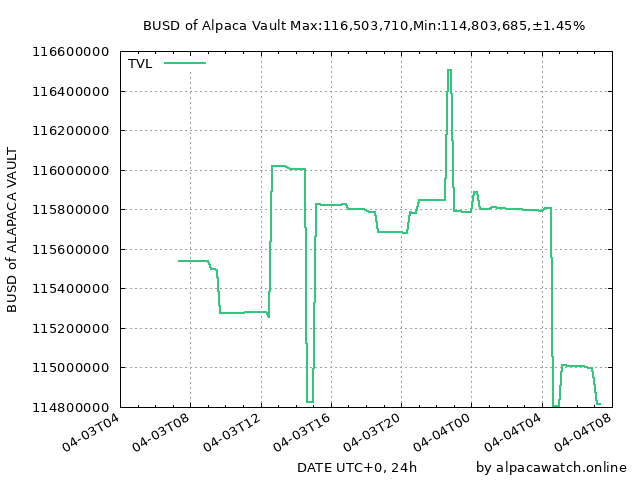 BUSD of Alpaca Vault Max:116,503,710,Min:114,803,685,±1.45%
TVL
BUSD of ALAPACA VAULT
116600000
116400000
116200000
116000000
115800000
115600000
115400000
115200000
115000000
114800000
04-03T04
04-03T08
04-03T12
04-03T16
04-03T20
04-04T00
04-04T04
04-04T08
DATE UTC+0, 24h
by alpacawatch.online